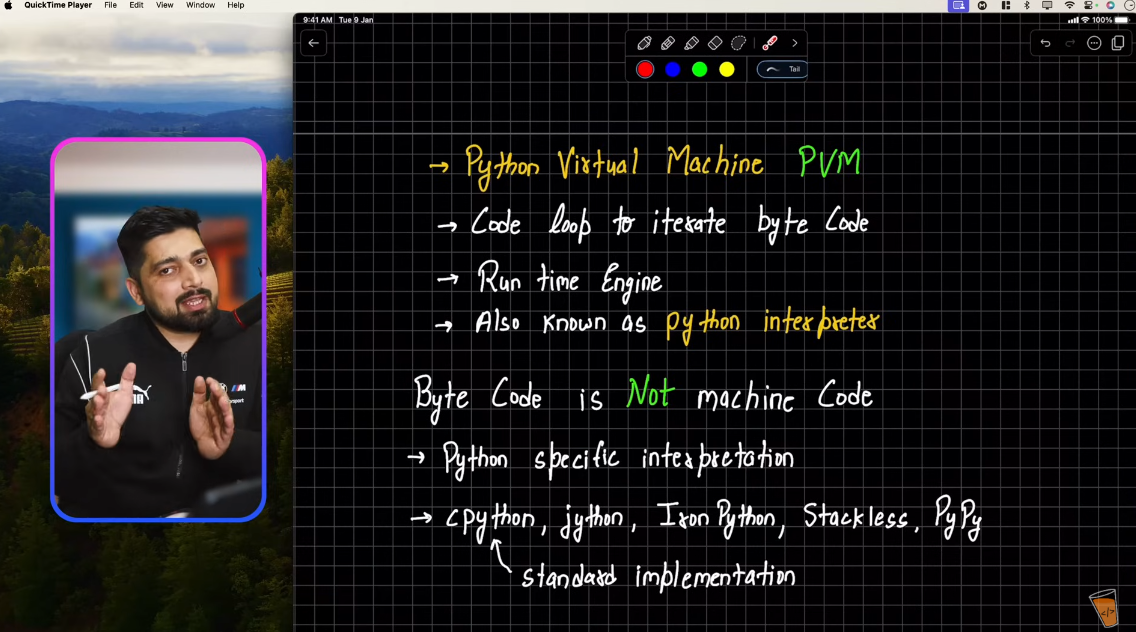 QuickTime Player File Edit View Window Help
9:41 AM Tue 9 Jan
100%
Tail
→ Python Virtual Machine PVM
→ Code loop to iterate byte Code
→ Run time Engine
→ Also known as python interpreter
Byte Code is Not machine Code
→ Python specific interpretation
→ cpython, jython, Iron Python, Stackless, PyPy
standard implementation
</>